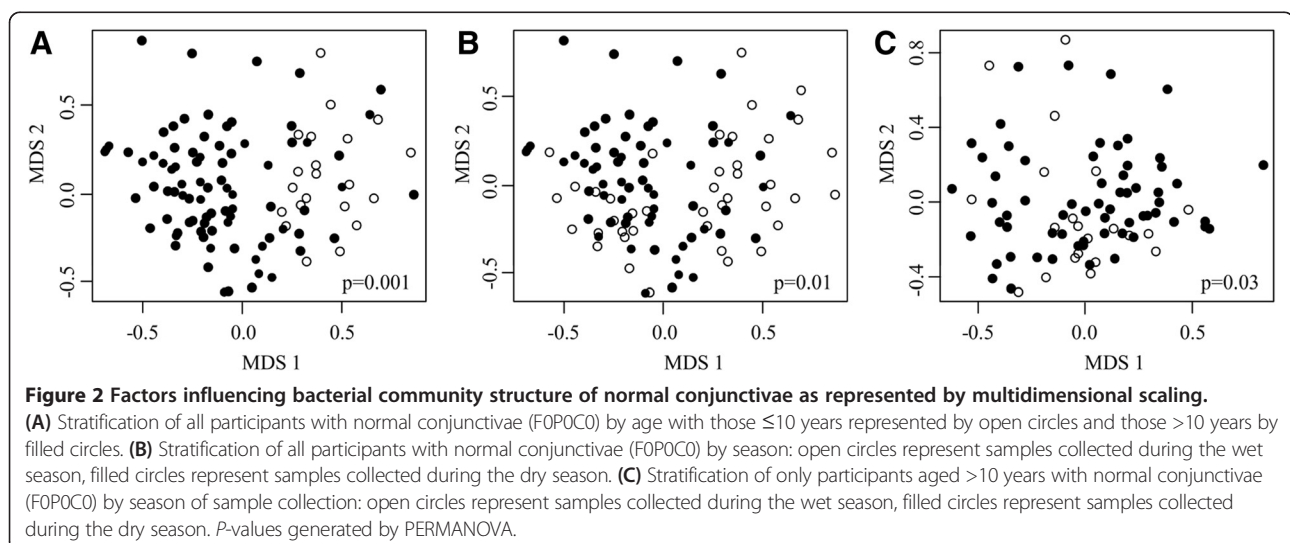 A
B
C
MDS 2
0.5
0.0
-0.5
-0.5
0.0
0.5
MDS 1
p=0.001
MDS 2
0.5
0.0
-0.5
-0.5
0.0
0.5
MDS 1
p=0.01
MDS 2
0.8
0.4
0.0
-0.4
-0.5
0.0
0.5
MDS 1
p=0.03
Figure 2 Factors influencing bacterial community structure of normal conjunctivae as represented by multidimensional scaling.
(A) Stratification of all participants with normal conjunctivae (F0P0C0) by age with those ≤10 years represented by open circles and those >10 years by
filled circles. (B) Stratification of all participants with normal conjunctivae (F0P0C0) by season: open circles represent samples collected during the wet
season, filled circles represent samples collected during the dry season. (C) Stratification of only participants aged >10 years with normal conjunctivae
(F0P0C0) by season of sample collection: open circles represent samples collected during the wet season, filled circles represent samples collected
during the dry season. P-values generated by PERMANOVA.